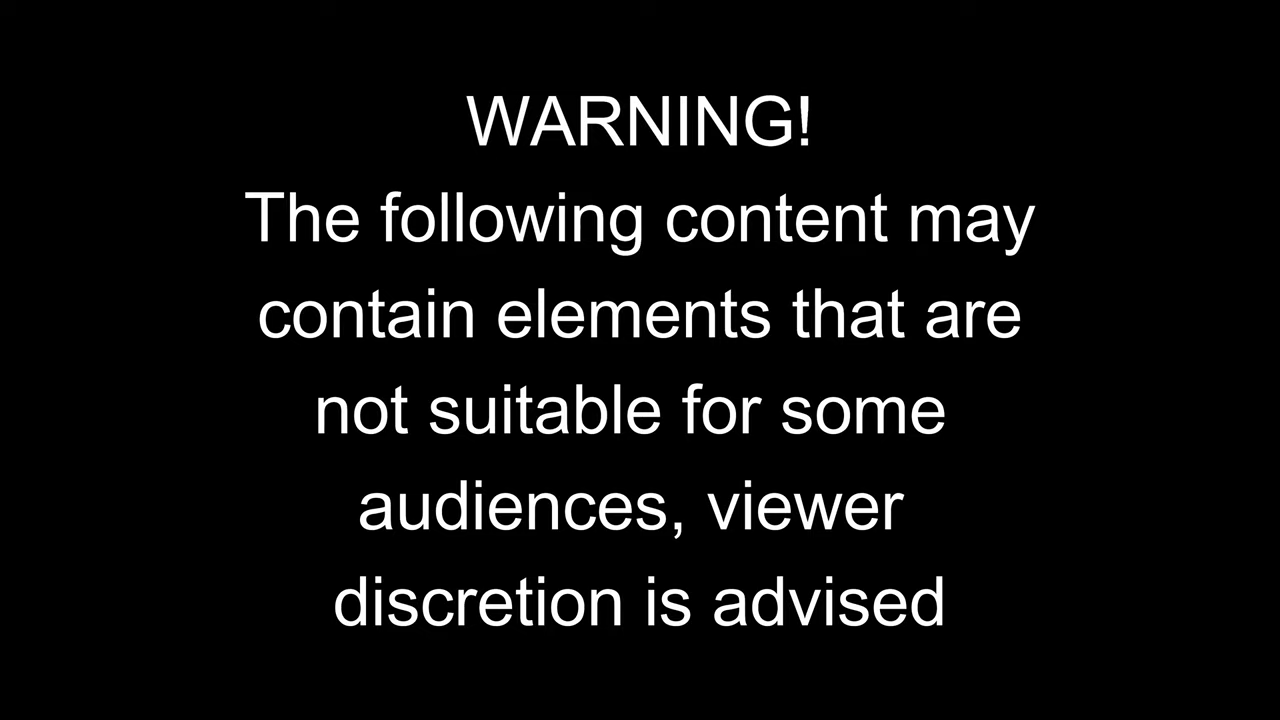 WARNING!
The following content may
contain elements that are
not suitable for some
audiences, viewer
discretion is advised